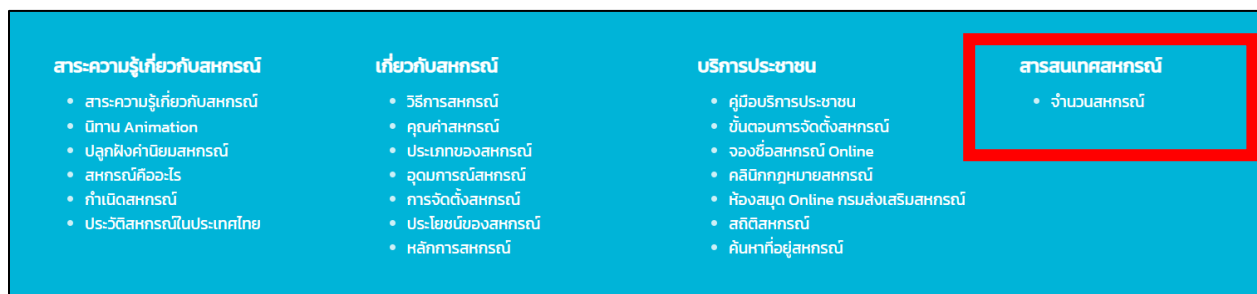 สาระความรู้เกี่ยวกับสหกรณ์
สาระความรู้เกี่ยวกับสหกรณ์
นิทาน Animation
ปลูกฝังค่านิยมสหกรณ์
สหกรณ์คืออะไร
กำเนิดสหกรณ์
ประวัติสหกรณ์ในประเทศไทย
เกี่ยวกับสหกรณ์
วิธีการสหกรณ์
คุณค่าสหกรณ์
ประเภทของสหกรณ์
อุดมการณ์สหกรณ์
การจัดตั้งสหกรณ์
ประโยชน์ของสหกรณ์
หลักการสหกรณ์
บริการประชาชน
คู่มือบริการประชาชน
ขั้นตอนการจัดตั้งสหกรณ์
จองชื่อสหกรณ์ Online
คลินิกกฎหมายสหกรณ์
ห้องสมุด Online กรมส่งเสริมสหกรณ์
สถิติสหกรณ์
ค้นหาที่อยู่สหกรณ์
สารสนเทศสหกรณ์
จำนวนสหกรณ์